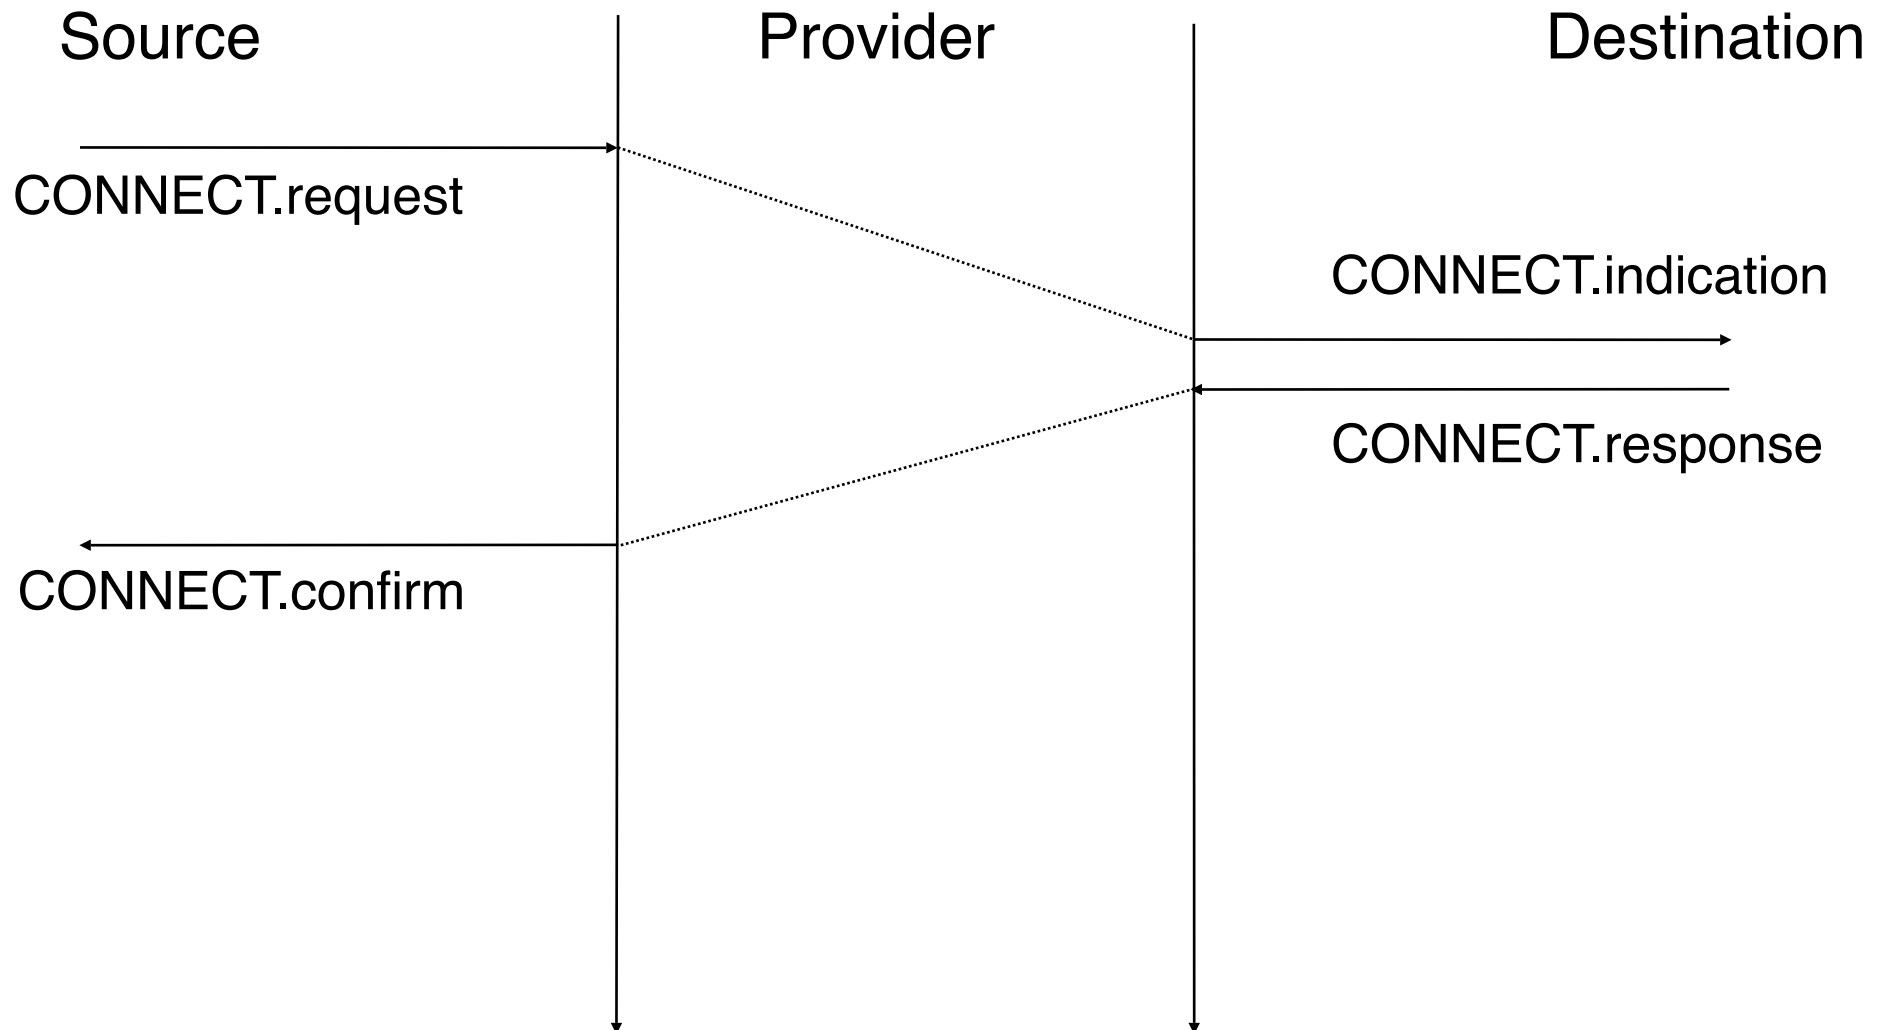 Source
Provider
Destination
CONNECT.request
CONNECT.indication
CONNECT.response
CONNECT.confirm